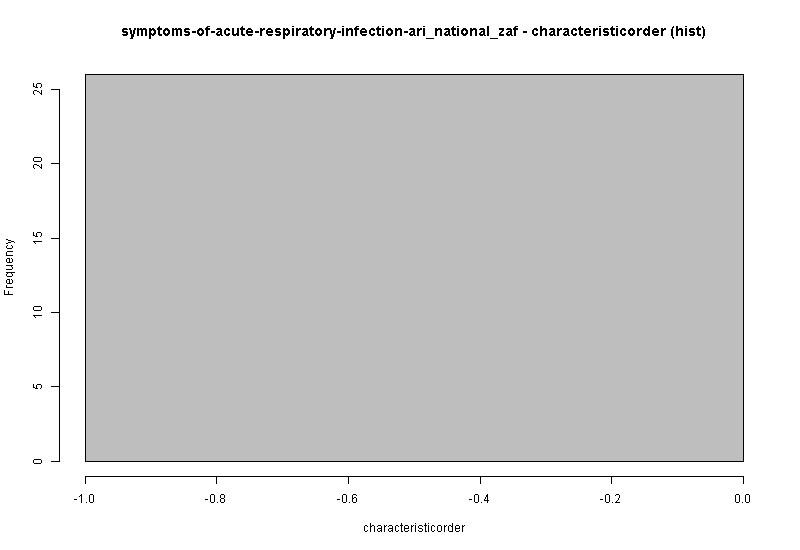 symptoms-of-acute-respiratory-infection-ari_national_zaf - characteristicorder (hist)
Frequency
25
20
15
10
5
0
-1.0 -0.8 -0.6 -0.4 -0.2 0.0
characteristicorder